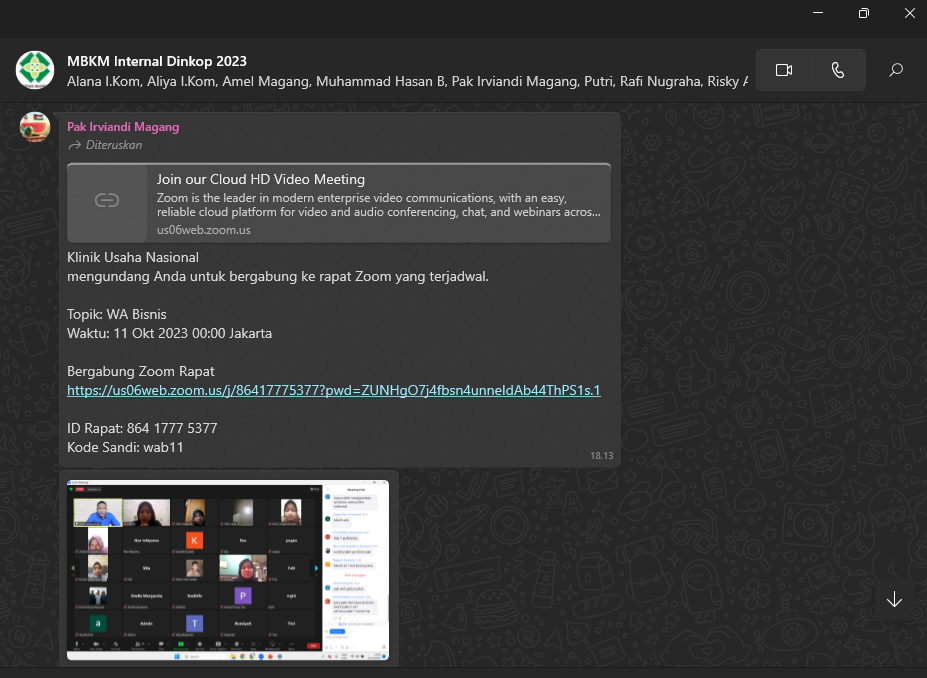 MBKM Internal Dinkop 2023
Alana I.Kom, Aliya I.Kom, Amel Magang, Muhammad Hasan B, Pak Irviandi Magang, Putri, Rafi Nugraha, Risky A
Pak Irviandi Magang
Diteruskan
Join our Cloud HD Video Meeting
Zoom is the leader in modern enterprise video communications, with an easy,
reliable cloud platform for video and audio conferencing, chat, and webinars acros...
us06web.zoom.us
Klinik Usaha Nasional
mengundang Anda untuk bergabung ke rapat Zoom yang terjadwal.
Topik: WA Bisnis
Waktu: 11 Okt 2023 00:00 Jakarta
Bergabung Zoom Rapat
https://us06web.zoom.us/j/86417775377?pwd=ZUNHgO7j4fbsn4unneIdAb44ThPS1s.1
ID Rapat: 864 1777 5377
Kode Sandi: wab11
18.13
K
Mia
Stella Margareta
P
a
T